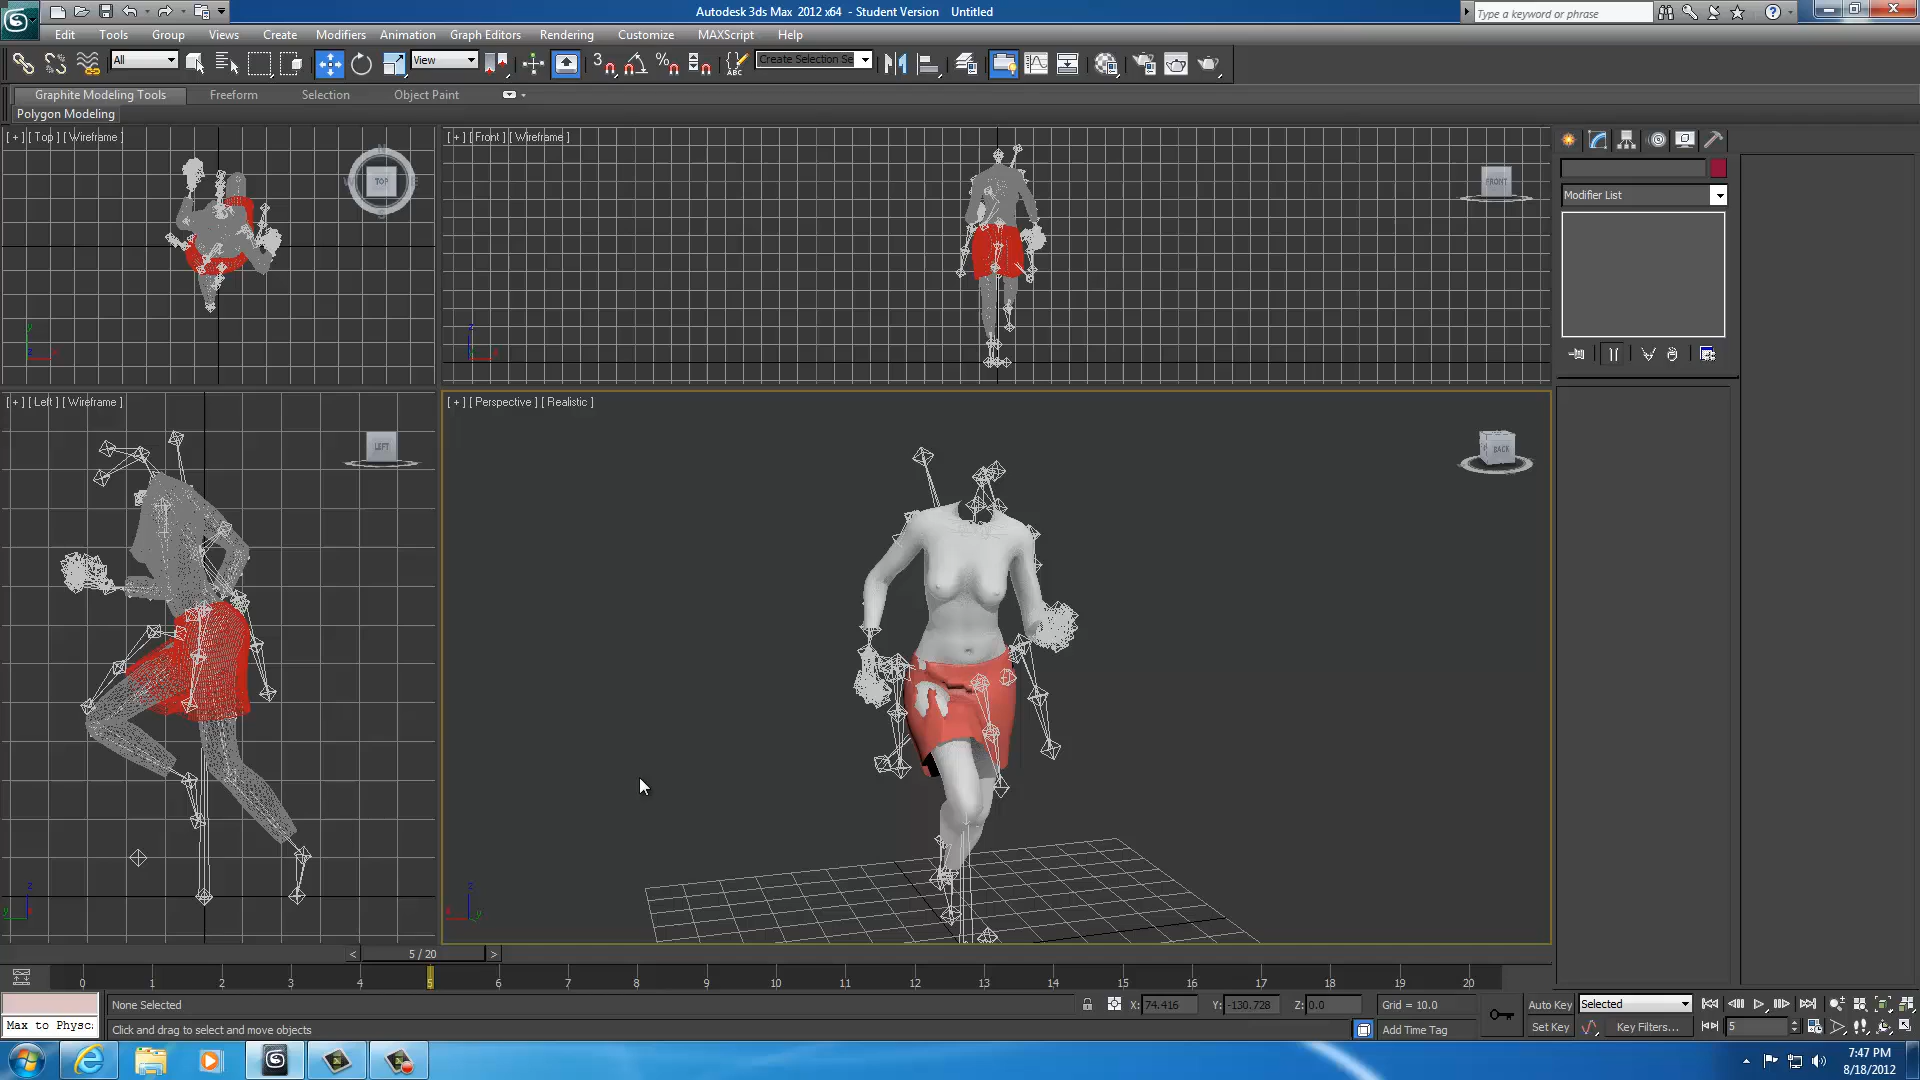 Autodesk 3ds Max 2012 x64 - Student Version Untitled
Type a keyword or phrase
Edit Tools Group Views Create Modifiers Animation Graph Editors Rendering Customize MAXScript Help
All
View
3
Create Selection Se
Graphite Modeling Tools Freeform Selection Object Paint
Polygon Modeling
[ + ] [ Top ] [ Wireframe ]
[ + ] [ Front ] [ Wireframe ]
TOP
FRONT
Modifier List
[ + ] [ Left ] [ Wireframe ]
[ + ] [ Perspective ] [ Realistic ]
LEFT
BACK
< 5 / 20 >
0 1 2 3 4 5 6 7 8 9 10 11 12 13 14 15 16 17 18 19 20
None Selected
X: 74.416 Y: -130.728 Z: 0.0 Grid = 10.0
Auto Key Selected
Max to Physc:
Click and drag to select and move objects
Add Time Tag
Set Key Key Filters... 5
7:47 PM
8/18/2012